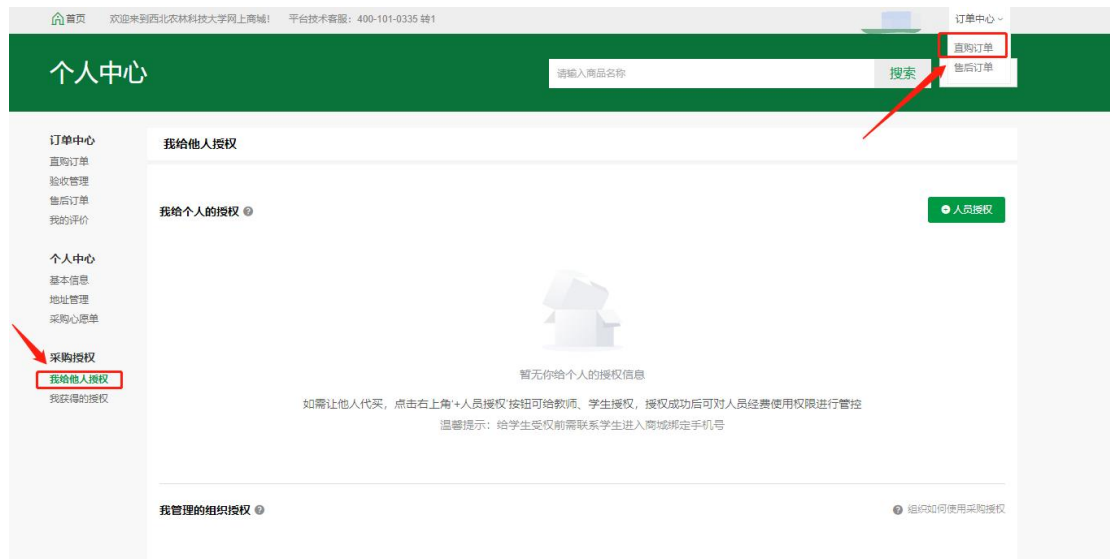 首页 欢迎来到西北农林科技大学网上商城! 平台技术客服：400-101-0335 转1 订单中心
直购订单
售后订单
个人中心
请输入商品名称 搜索
订单中心
直购订单
验收管理
售后订单
我的评价
个人中心
基本信息
地址管理
采购心愿单
采购授权
我给他人授权
我获得的授权
我给他人授权
我给个人的授权
人员授权
暂无你给个人的授权信息
如需让他人代买，点击右上角'+人员授权'按钮可给教师、学生授权，授权成功后可对人员经费使用权限进行管控
温馨提示：给学生受权前需联系学生进入商城绑定手机号
我管理的组织授权
组织如何使用采购授权